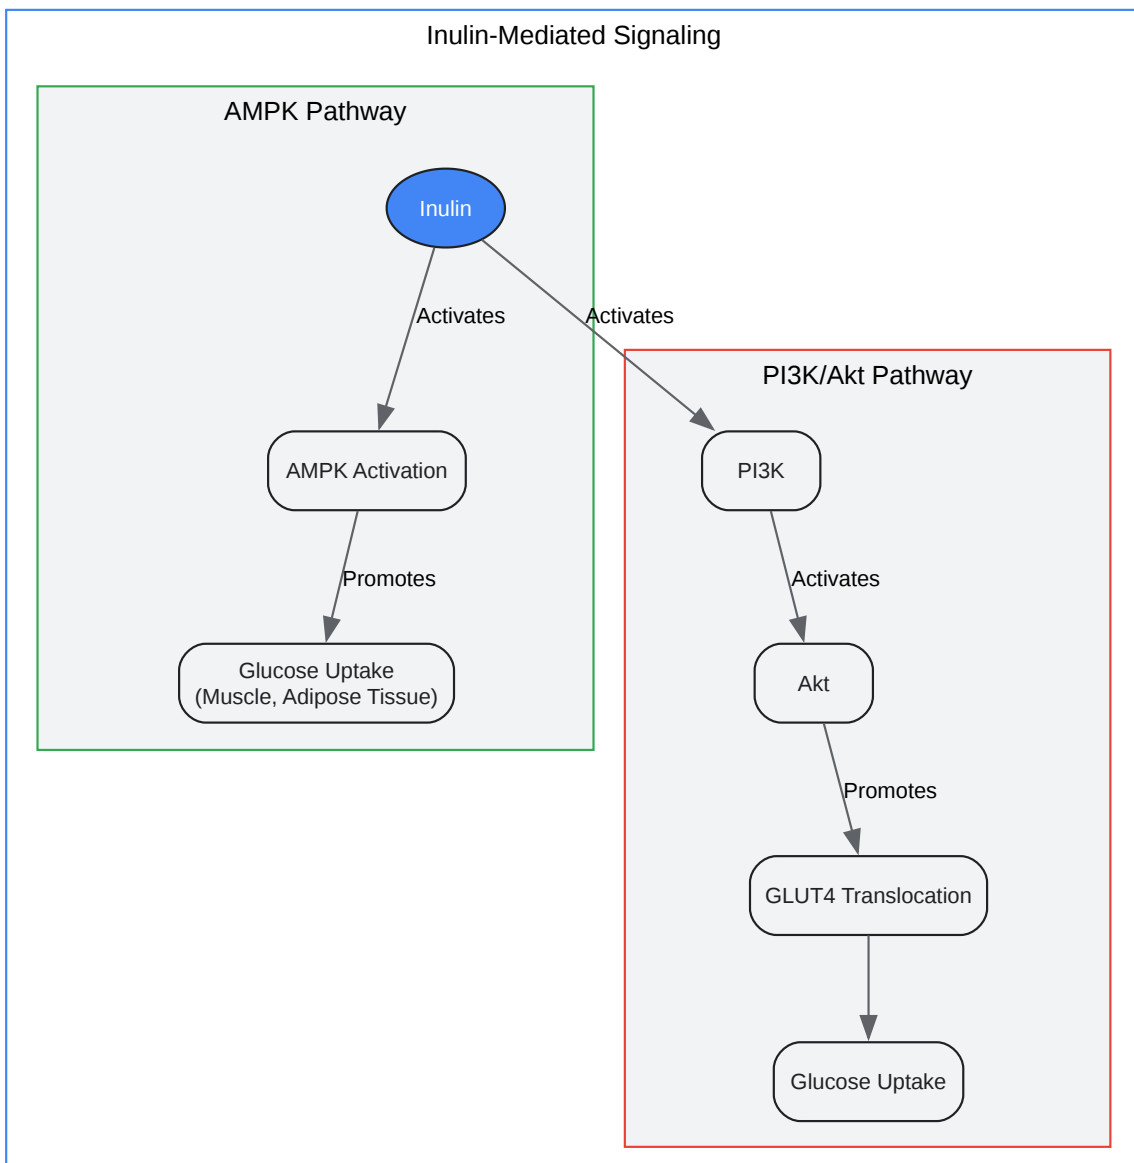 Inulin-Mediated Signaling
AMPK Pathway
Inulin
Activates
Activates
PI3K/Akt Pathway
AMPK Activation
PI3K
Promotes
Activates
Glucose Uptake
(Muscle, Adipose Tissue)
Akt
Promotes
GLUT4 Translocation
Glucose Uptake